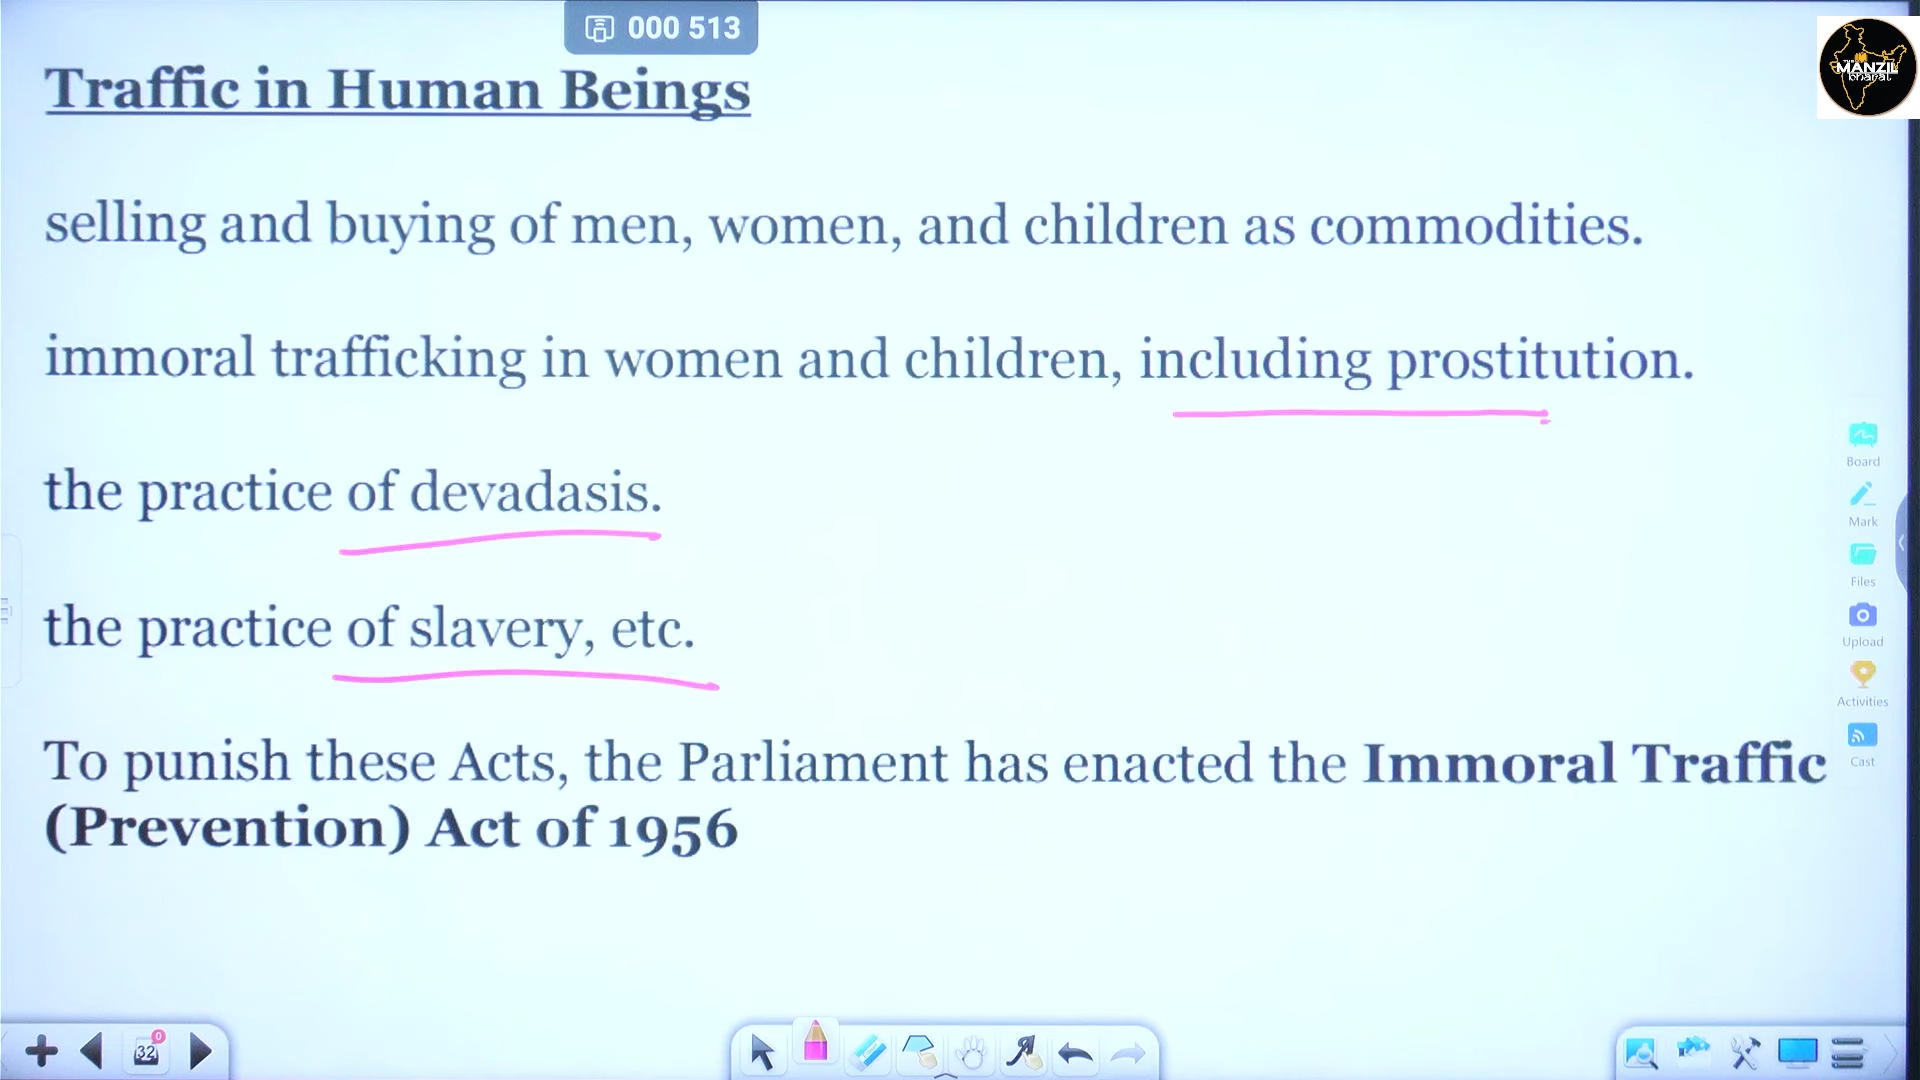 000 513
MANZIL
bharat
Traffic in Human Beings
selling and buying of men, women, and children as commodities.
immoral trafficking in women and children, including prostitution.
the practice of devadasis.
the practice of slavery, etc.
To punish these Acts, the Parliament has enacted the Immoral Traffic
(Prevention) Act of 1956
Board
Mark
Files
Upload
Activities
Cast
0
32